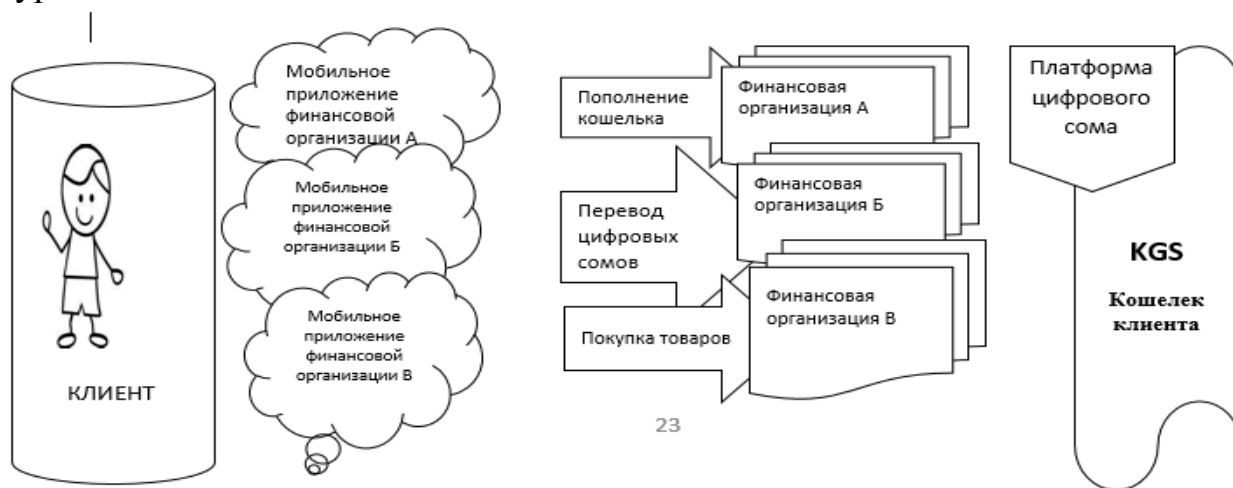 Мобильное
приложение
финансовой
организации А
Мобильное
приложение
финансовой
организации Б
Мобильное
приложение
финансовой
организации В
КЛИЕНТ
Пополнение
кошелька
Перевод
цифровых
сомов
Покупка товаров
Финансовая
организация А
Финансовая
организация Б
Финансовая
организация В
23
Платформа
цифрового
сома
KGS
Кошелек
клиента